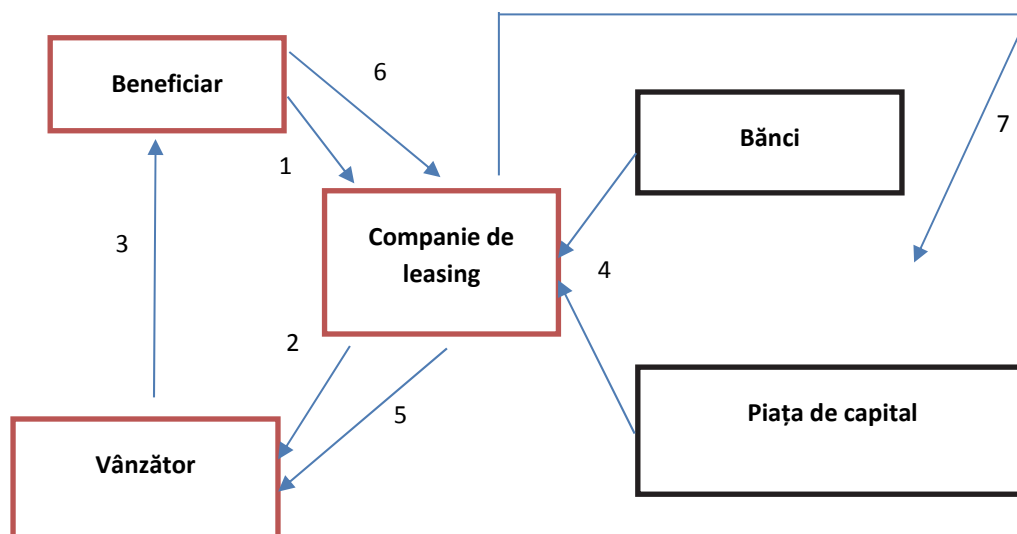 Beneficiar
6
7
Bănci
1
Companie de
leasing
3
4
2
5
Piața de capital
Vânzător